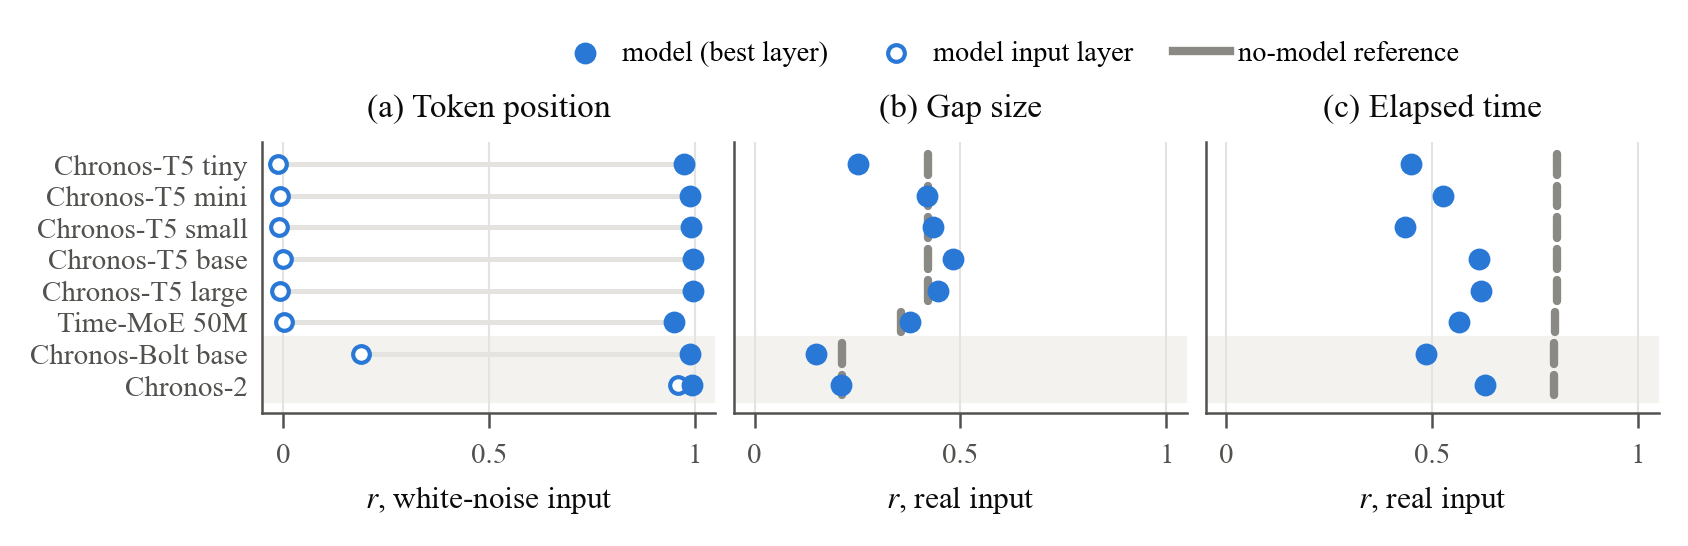 model (best layer)
model input layer
no-model reference
(a) Token position
(b) Gap size
(c) Elapsed time
Chronos-T5 tiny
Chronos-T5 mini
Chronos-T5 small
Chronos-T5 base
Chronos-T5 large
Time-MoE 50M
Chronos-Bolt base
Chronos-2
0 0.5 1
0 0.5 1
0 0.5 1
r, white-noise input
r, real input
r, real input